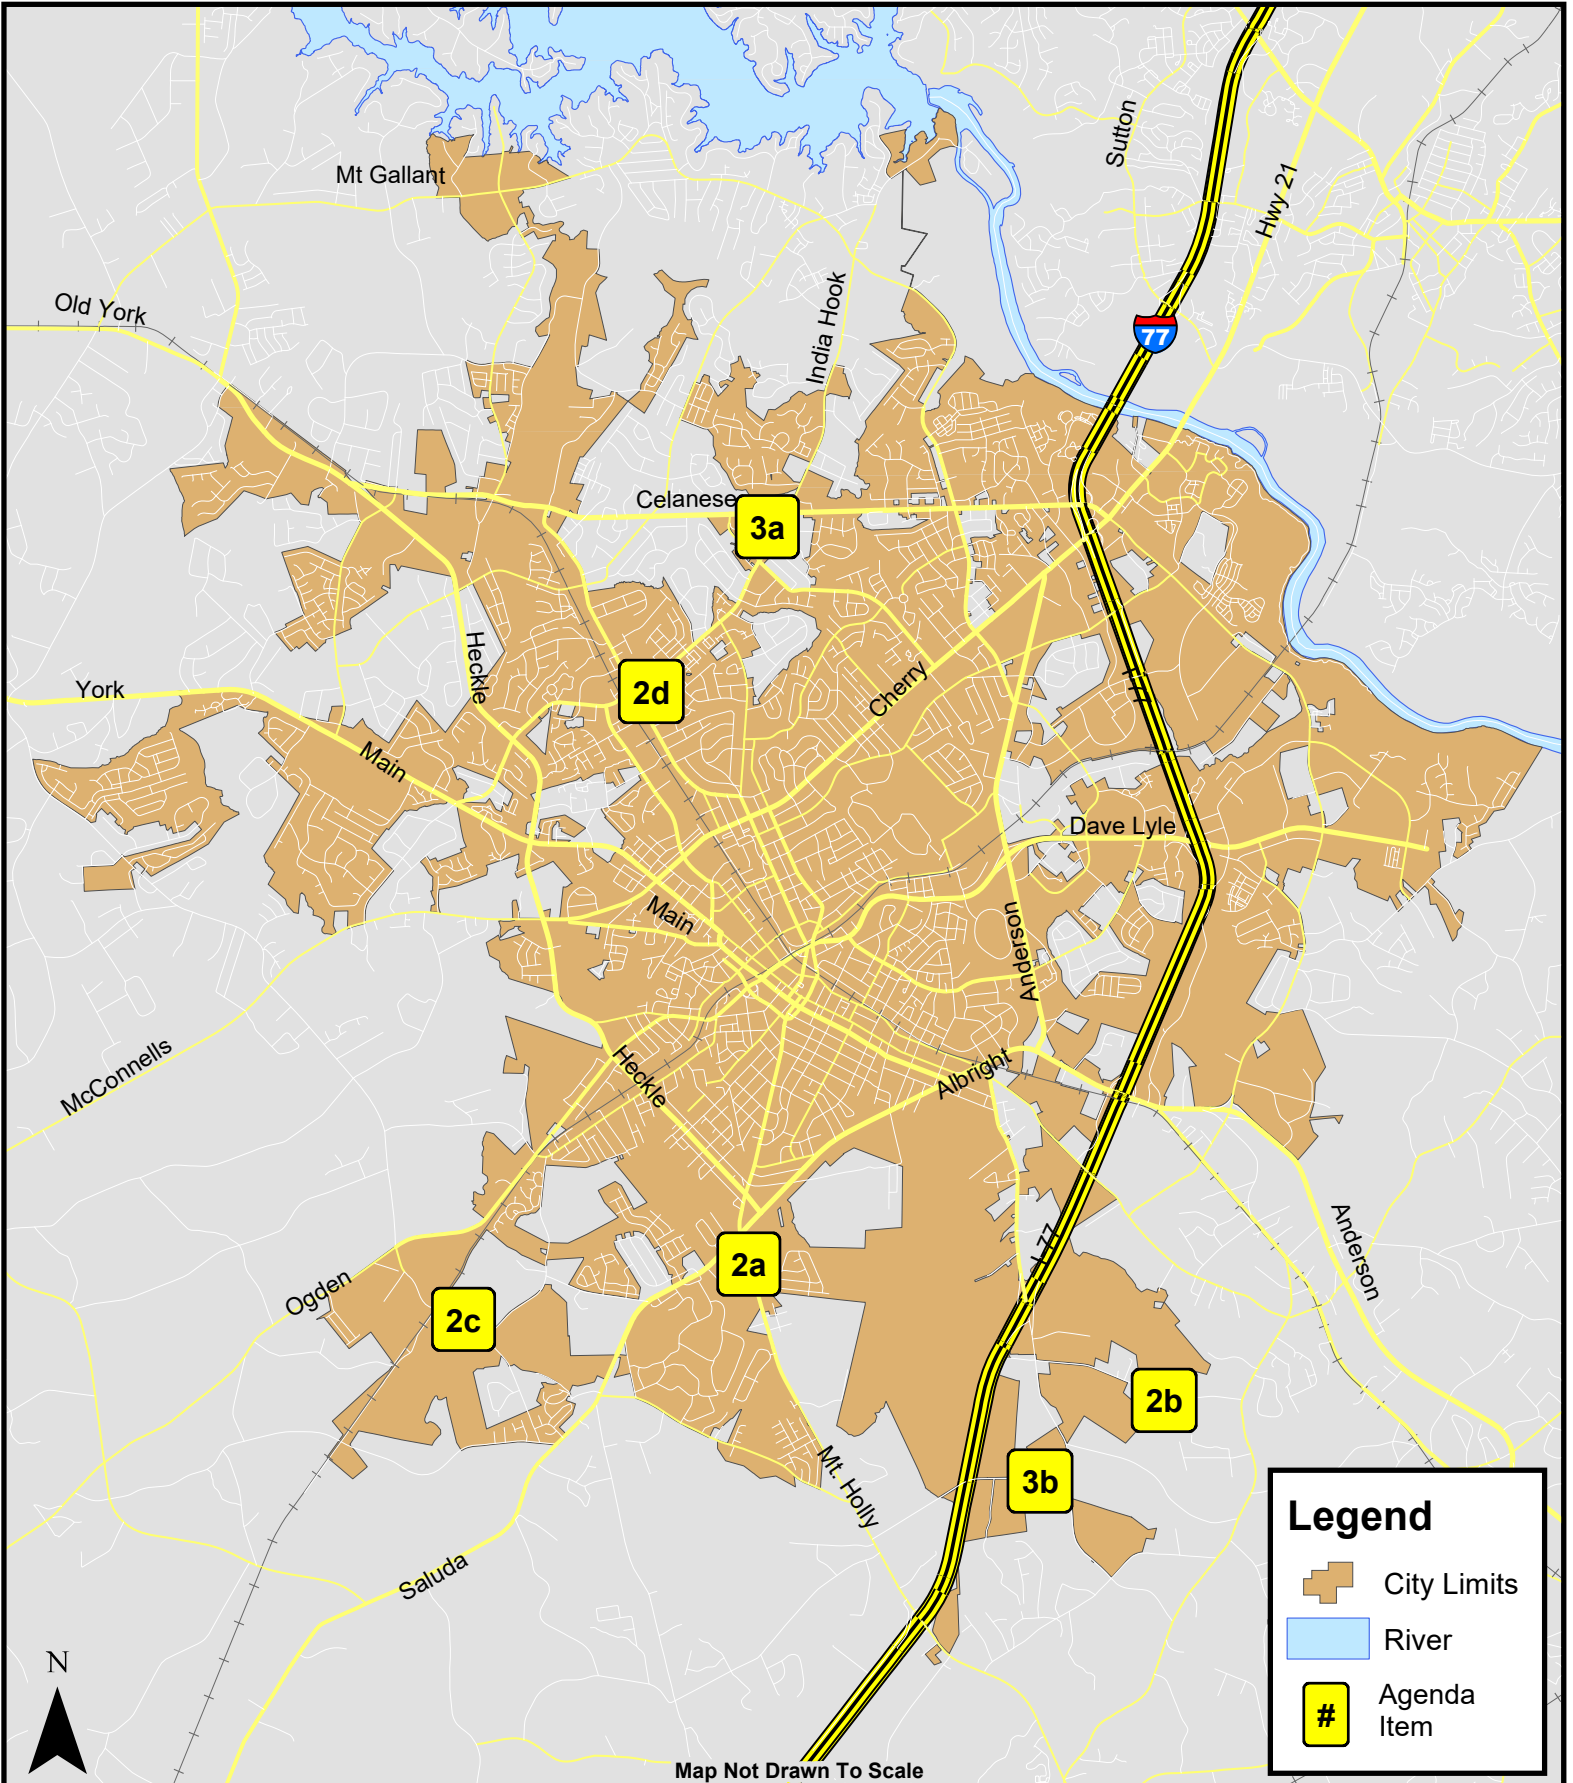 Sutton
Mt Gallant
Hwy 21
Old York
India Hook
77
Celanese
3a
Heckle
2d
York
Cherry
I-77
Main
Dave Lyle
Main
Anderson
McConnells
Heckle
Albright
Anderson
I-77
2a
Ogden
2c
2b
Mt. Holly
3b
Saluda
Legend
City Limits
River
# Agenda
Item
N
Map Not Drawn To Scale